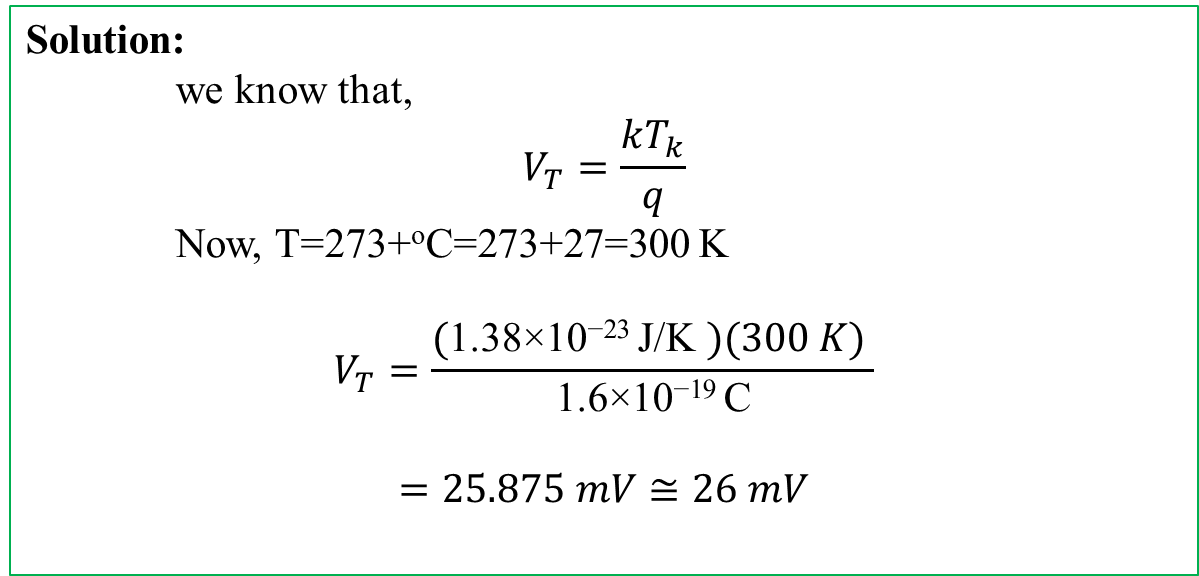 Solution:
we know that,
V_T = kT_k / q
Now, T=273+ᵒC=273+27=300 K
V_T = (1.38×10⁻²³ J/K )(300 K) / 1.6×10⁻¹⁹ C
= 25.875 mV ≅ 26 mV